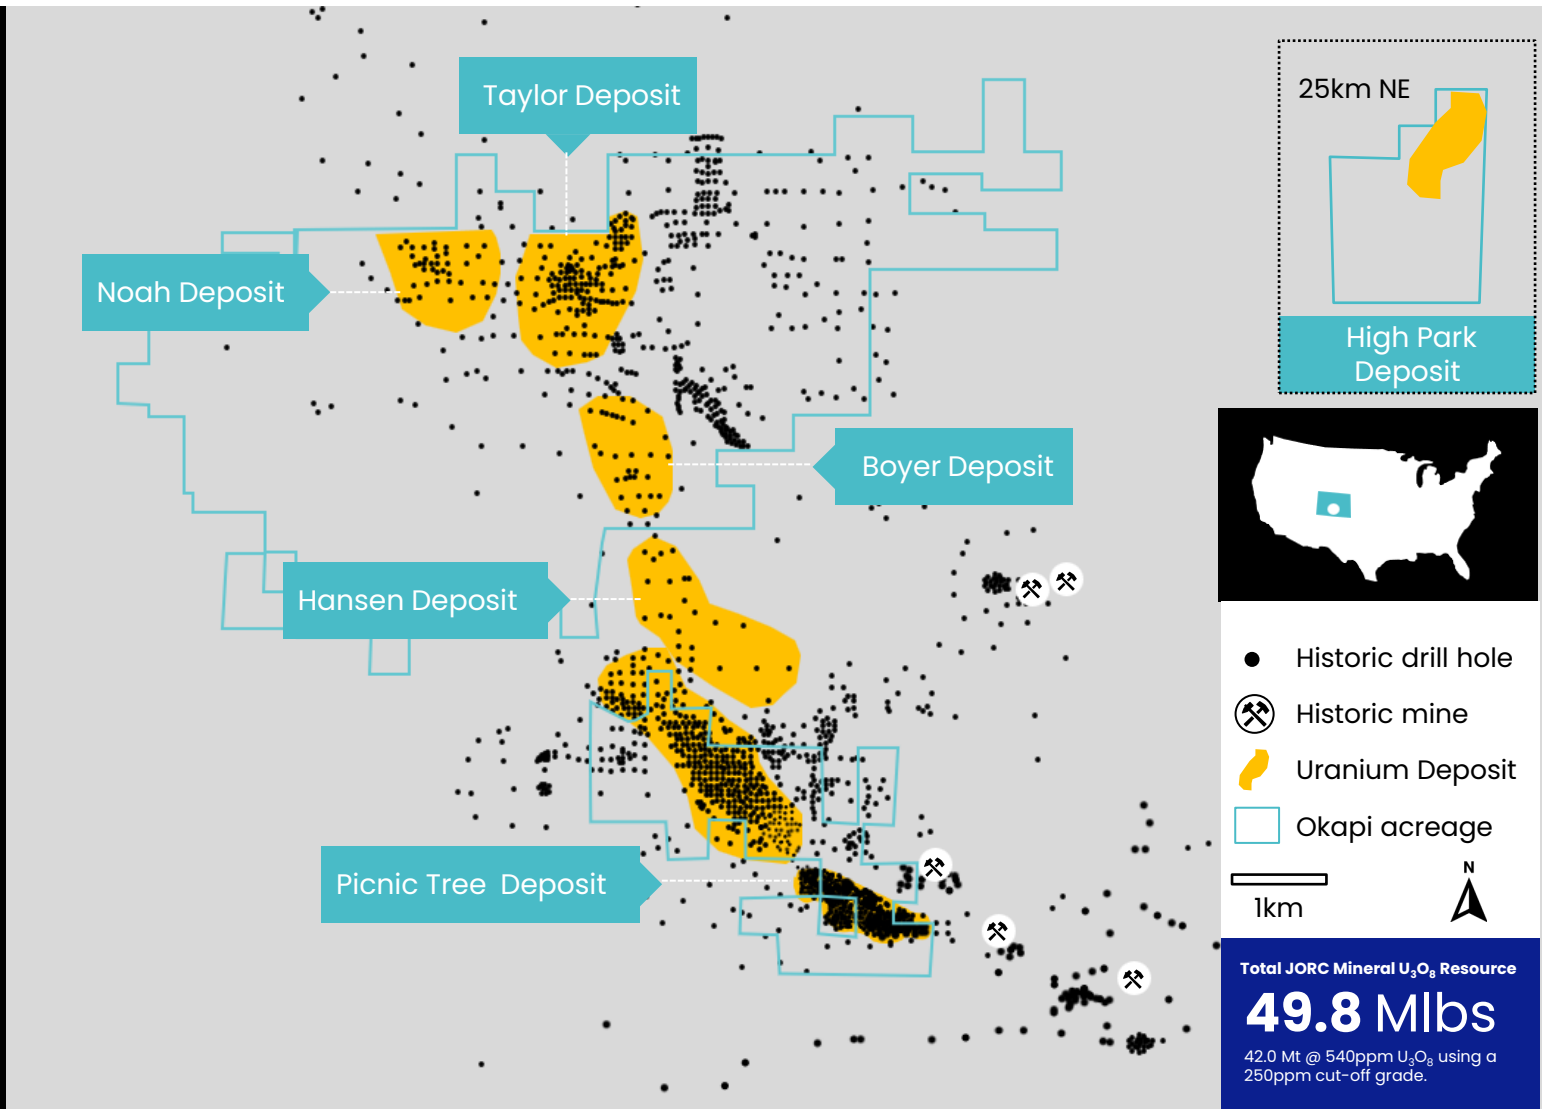 Taylor Deposit
25km NE
Noah Deposit
High Park
Deposit
Boyer Deposit
Hansen Deposit
Historic drill hole
Historic mine
Uranium Deposit
Okapi acreage
N
1km
Picnic Tree Deposit
Total JORC Mineral U₃O₈ Resource
49.8 Mlbs
42.0 Mt @ 540ppm U₃O₈ using a
250ppm cut-off grade.